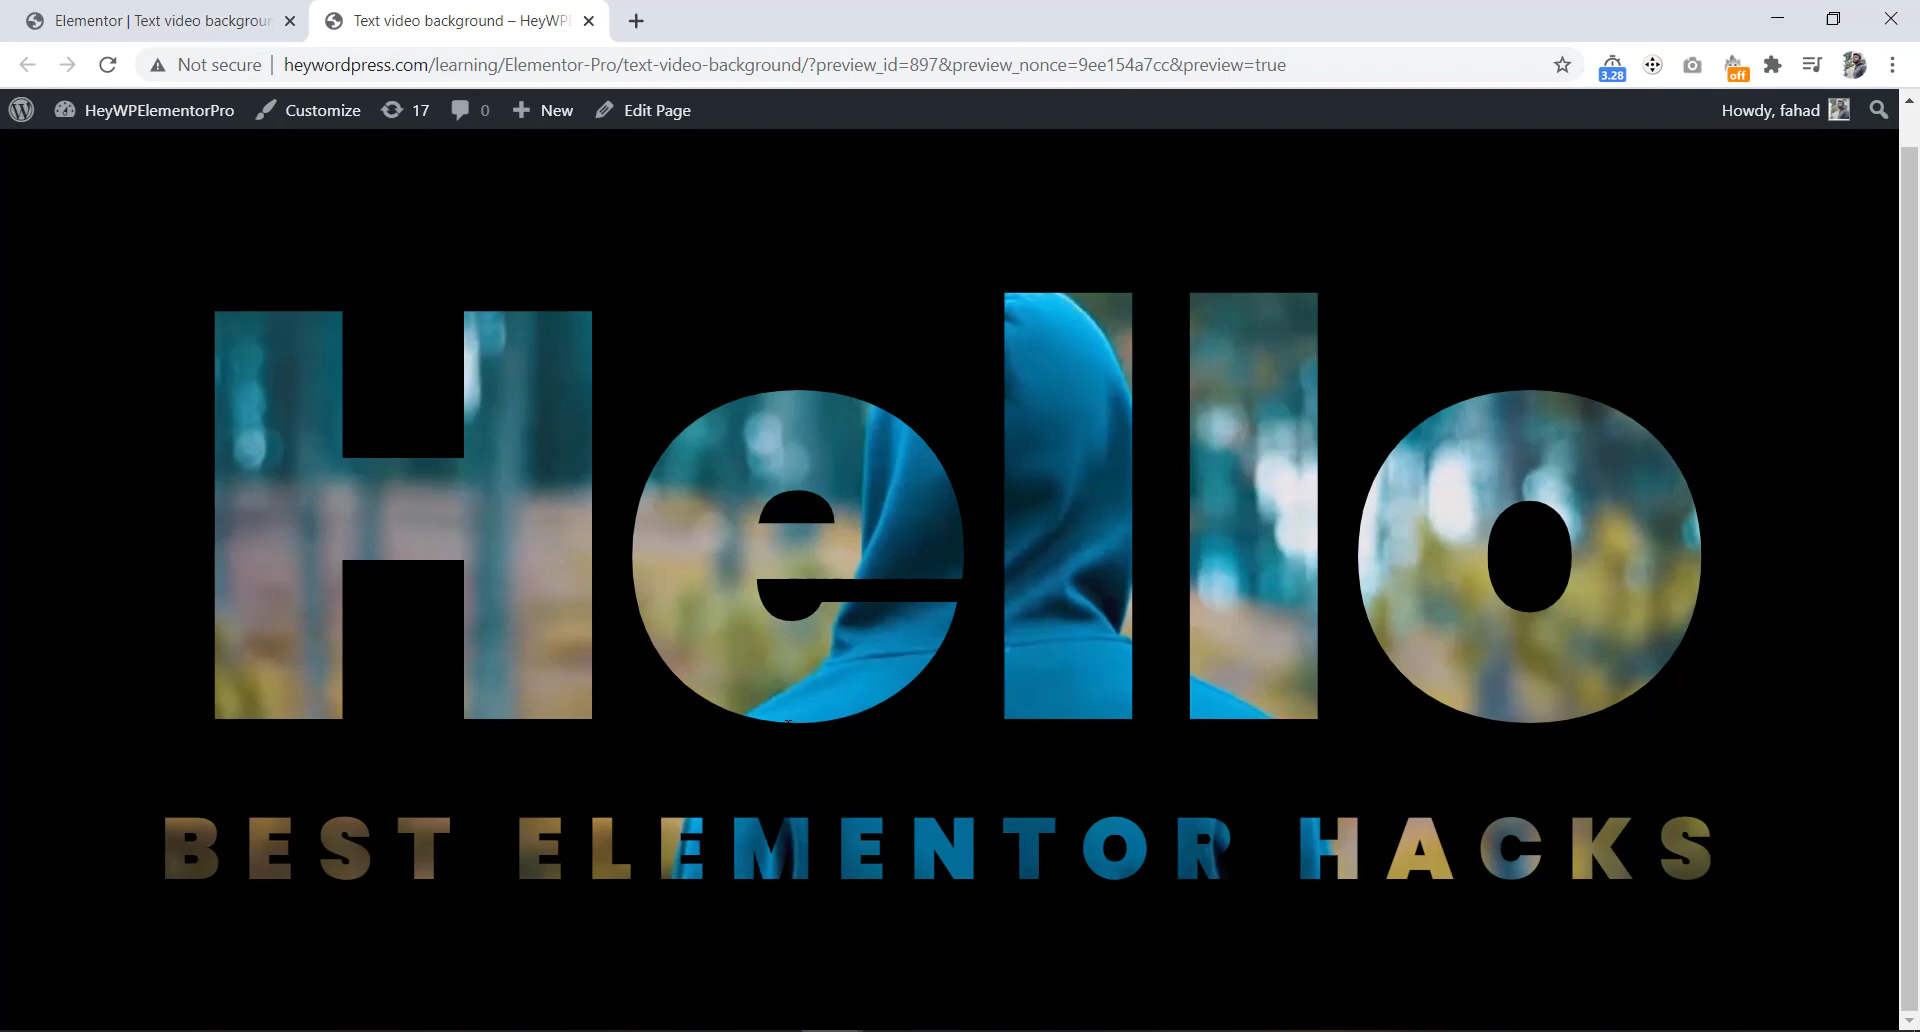 Elementor | Text video backgroun
Text video background – HeyWPE
Not secure
heywordpress.com/learning/Elementor-Pro/text-video-background/?preview_id=897&preview_nonce=9ee154a7cc&preview=true
3.28
off
HeyWPElementorPro
Customize
17
0
New
Edit Page
Howdy, fahad
Hello
BEST ELEMENTOR HACKS